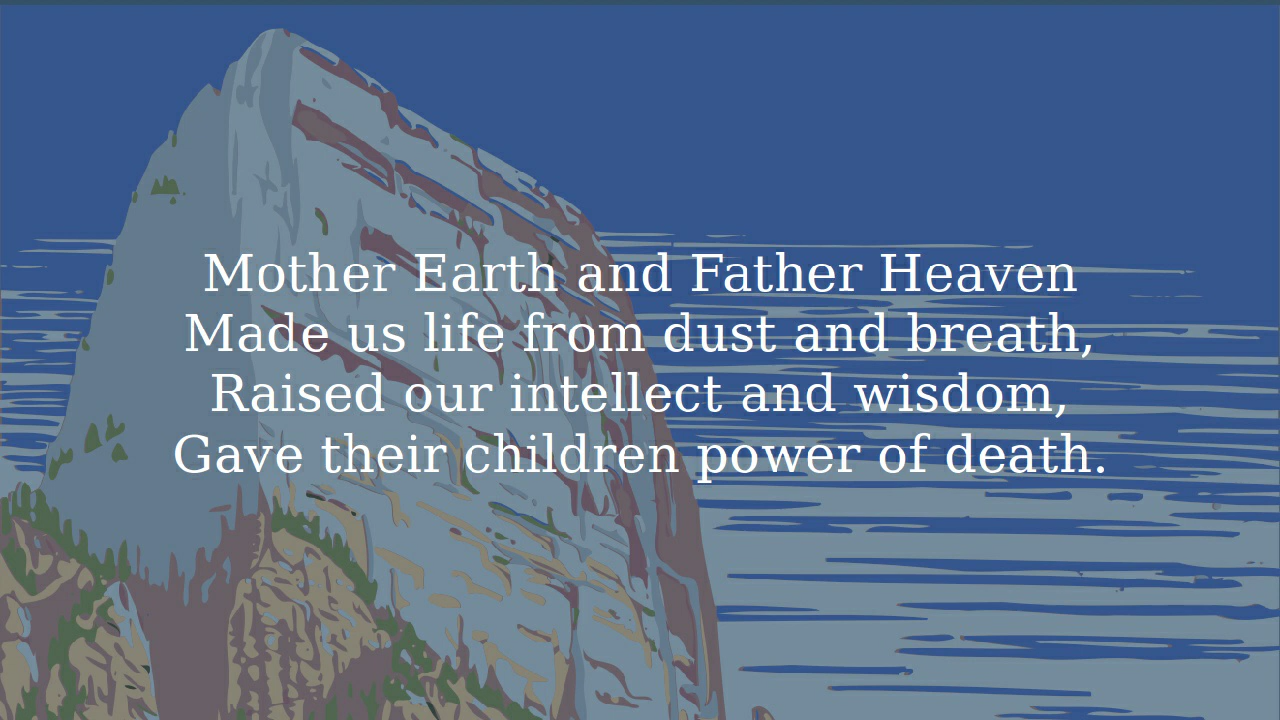 Mother Earth and Father Heaven
Made us life from dust and breath,
Raised our intellect and wisdom,
Gave their children power of death.